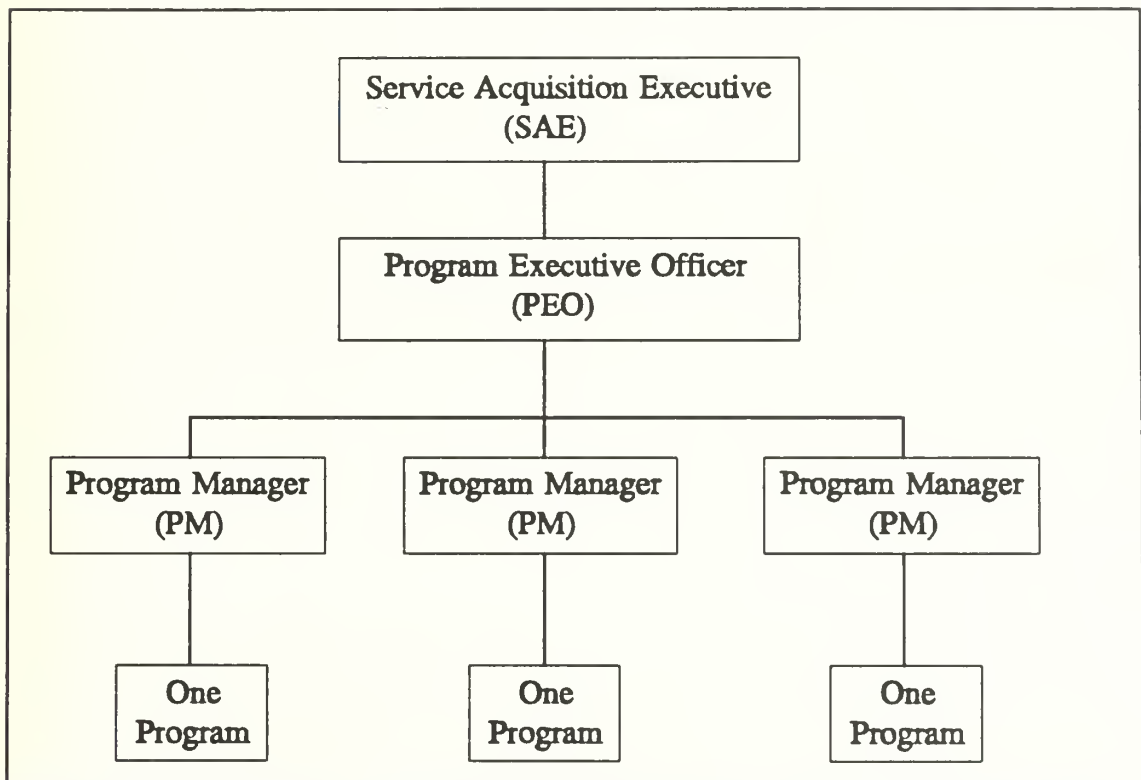 Service Acquisition Executive
(SAE)
Program Executive Officer
(PEO)
Program Manager
(PM)
Program Manager
(PM)
Program Manager
(PM)
One
Program
One
Program
One
Program